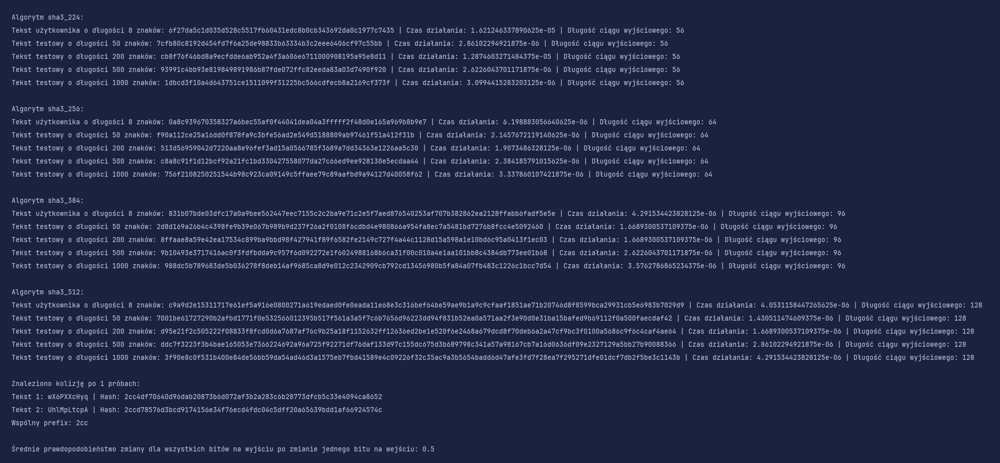 Algorytm sha3_224:
Tekst użytkownika o długości 8 znaków: 6f27da5c1d035d528c5517fb60431edc8b0cb343692da0c1977c7435 | Czas działania: 1.621246337890625e-05 | Długość ciągu wyjściowego: 56
Tekst testowy o długości 50 znaków: 7cfb80c8192d454fd7f6a25de98833b63334b3c2eee6406cf97c55bb | Czas działania: 2.86102294921875e-06 | Długość ciągu wyjściowego: 56
Tekst testowy o długości 200 znaków: cb8f76f46bd8a9ecfdde6ab952a4f3a606e6711000908195a95e8d11 | Czas działania: 1.2874603271484375e-05 | Długość ciągu wyjściowego: 56
Tekst testowy o długości 500 znaków: 93991c4bb93e819849891986b87fde072ffc82eeda83a03d7490f920 | Czas działania: 2.6226043701171875e-06 | Długość ciągu wyjściowego: 56
Tekst testowy o długości 1000 znaków: 1dbcd3f10a4d643751ce1511099f31225bc566cdfecb8a2169cf373f | Czas działania: 3.0994415283203125e-06 | Długość ciągu wyjściowego: 56
Algorytm sha3_256:
Tekst użytkownika o długości 8 znaków: 0a8c939670358327a6bec55af0f44041dea04a3fffff2f48d0e165a969b8b9e7 | Czas działania: 6.198883056640625e-06 | Długość ciągu wyjściowego: 64
Tekst testowy o długości 50 znaków: f90a112ce25a16dd0f878fa9c3bfe56ad2e549d5188809ab97461f51a412f31b | Czas działania: 2.1457672119140625e-06 | Długość ciągu wyjściowego: 64
Tekst testowy o długości 200 znaków: 513d56959042d7220aa8e96fef3ad15a0566785f3689a7dd34363e1226aa5c30 | Czas działania: 1.9073486328125e-06 | Długość ciągu wyjściowego: 64
Tekst testowy o długości 500 znaków: c8a8c91f1d12bcf92a21fc1bd330427558077da27c66ed9ee928130e5ecdaa44 | Czas działania: 2.384185791015625e-06 | Długość ciągu wyjściowego: 64
Tekst testowy o długości 1000 znaków: 756f2108250251544b98c923ca09149c5ffaee79c89aafbd9a94127d40058f62 | Czas działania: 3.337860107421875e-06 | Długość ciągu wyjściowego: 64
Algorytm sha3_384:
Tekst użytkownika o długości 8 znaków: 831b07bde03dfc17a0a9bee562447eec7155c2c2ba9e71c2e5f7aed876540253af707b382862ea2128ffabb6fadf5e5e | Czas działania: 4.291534423828125e-06 | Długość ciągu wyjściowego: 96
Tekst testowy o długości 50 znaków: 2d8d169a26b4c4398fe9b39e067b989b9d237f26a2f0108f6cdbd4e980866a954fa8ec7a5481bd7276b8fcc4e5092460 | Czas działania: 1.6689300537109375e-06 | Długość ciągu wyjściowego: 96
Tekst testowy o długości 200 znaków: 8ffaae8a59e42ea17534c899ba9bbd98f427941f89f6582fe2149c727f4a44c1128d15a598a1e10bd6c95a0413f1ec03 | Czas działania: 1.6689300537109375e-06 | Długość ciągu wyjściowego: 96
Tekst testowy o długości 500 znaków: 9b10493e3717416ac0f3fdfbdda9c957f6d092272e1f6024988168b6ca31f00c010a4e1aa101bb8c4384db773ee01b68 | Czas działania: 2.6226043701171875e-06 | Długość ciągu wyjściowego: 96
Tekst testowy o długości 1000 znaków: 988dc5b789683de5b036278f8deb14af9685ca8d9e012c2342909cb792cd13456980b5fa84a07fb483c1226c1bcc7d54 | Czas działania: 3.5762786865234375e-06 | Długość ciągu wyjściowego: 96
Algorytm sha3_512:
Tekst użytkownika o długości 8 znaków: c9a9d2e15311717e61ef5a916e0800271a619edaed0fe0eada11e68e3c316bef64be59ae9b1a9c9cfaaf1851ae71b20746d8f8599bca29931cb5e6983b7029d9 | Czas działania: 4.0531158447265625e-06 | Długość ciągu wyjściowego: 128
Tekst testowy o długości 50 znaków: 7001be61727290b2afbd1771f0e532566012395b517f561a3a5f7c6b7656d96223dd94f831b52ea0a571aa2f3e90d0e31ba15bafed9b69112f0a500faecdaf42 | Czas działania: 1.430511474609375e-06 | Długość ciągu wyjściowego: 128
Tekst testowy o długości 200 znaków: d95e21f2c505222f08833f8fcd0d6a7687af76c9b25a18f1152632ff12636ed2be1e520f6e2468a679dcd8f70deb6a2a47cf9bc3f0100a5686c9f6c4caf4ae64 | Czas działania: 1.6689300537109375e-06 | Długość ciągu wyjściowego: 128
Tekst testowy o długości 500 znaków: ddc7f3223f3b4bae165053e7366224692a96a725f92271df76daf133d97c155dc675d3b689798c341a57a98167cb7a16d0636df09e2327129a5bb27b90088366 | Czas działania: 2.86102294921875e-06 | Długość ciągu wyjściowego: 128
Tekst testowy o długości 1000 znaków: 3f90e8c0f531b400e84de56bb59da54ad46d3a1575eb7fbd41589e4c09226f32c35ac9a3b5654badd6d47afe3fd7f28ea7f295271dfe01dcf7db2f5be3c1143b | Czas działania: 4.291534423828125e-06 | Długość ciągu wyjściowego: 128
Znaleziono kolizję po 1 próbach:
Tekst 1: wX6PXXcHyq | Hash: 2cc4df70640d96dab20873b6d072af3b2a283c6b28773dfcb5c33e4094ca8652
Tekst 2: UhlMpLtcpA | Hash: 2ccd78576d3bcd9174156e34f76ecd4fdc04c5dff20a65639bdd1af66924574c
Wspólny prefix: 2cc
Średnie prawdopodobieństwo zmiany dla wszystkich bitów na wyjściu po zmianie jednego bitu na wejściu: 0.5